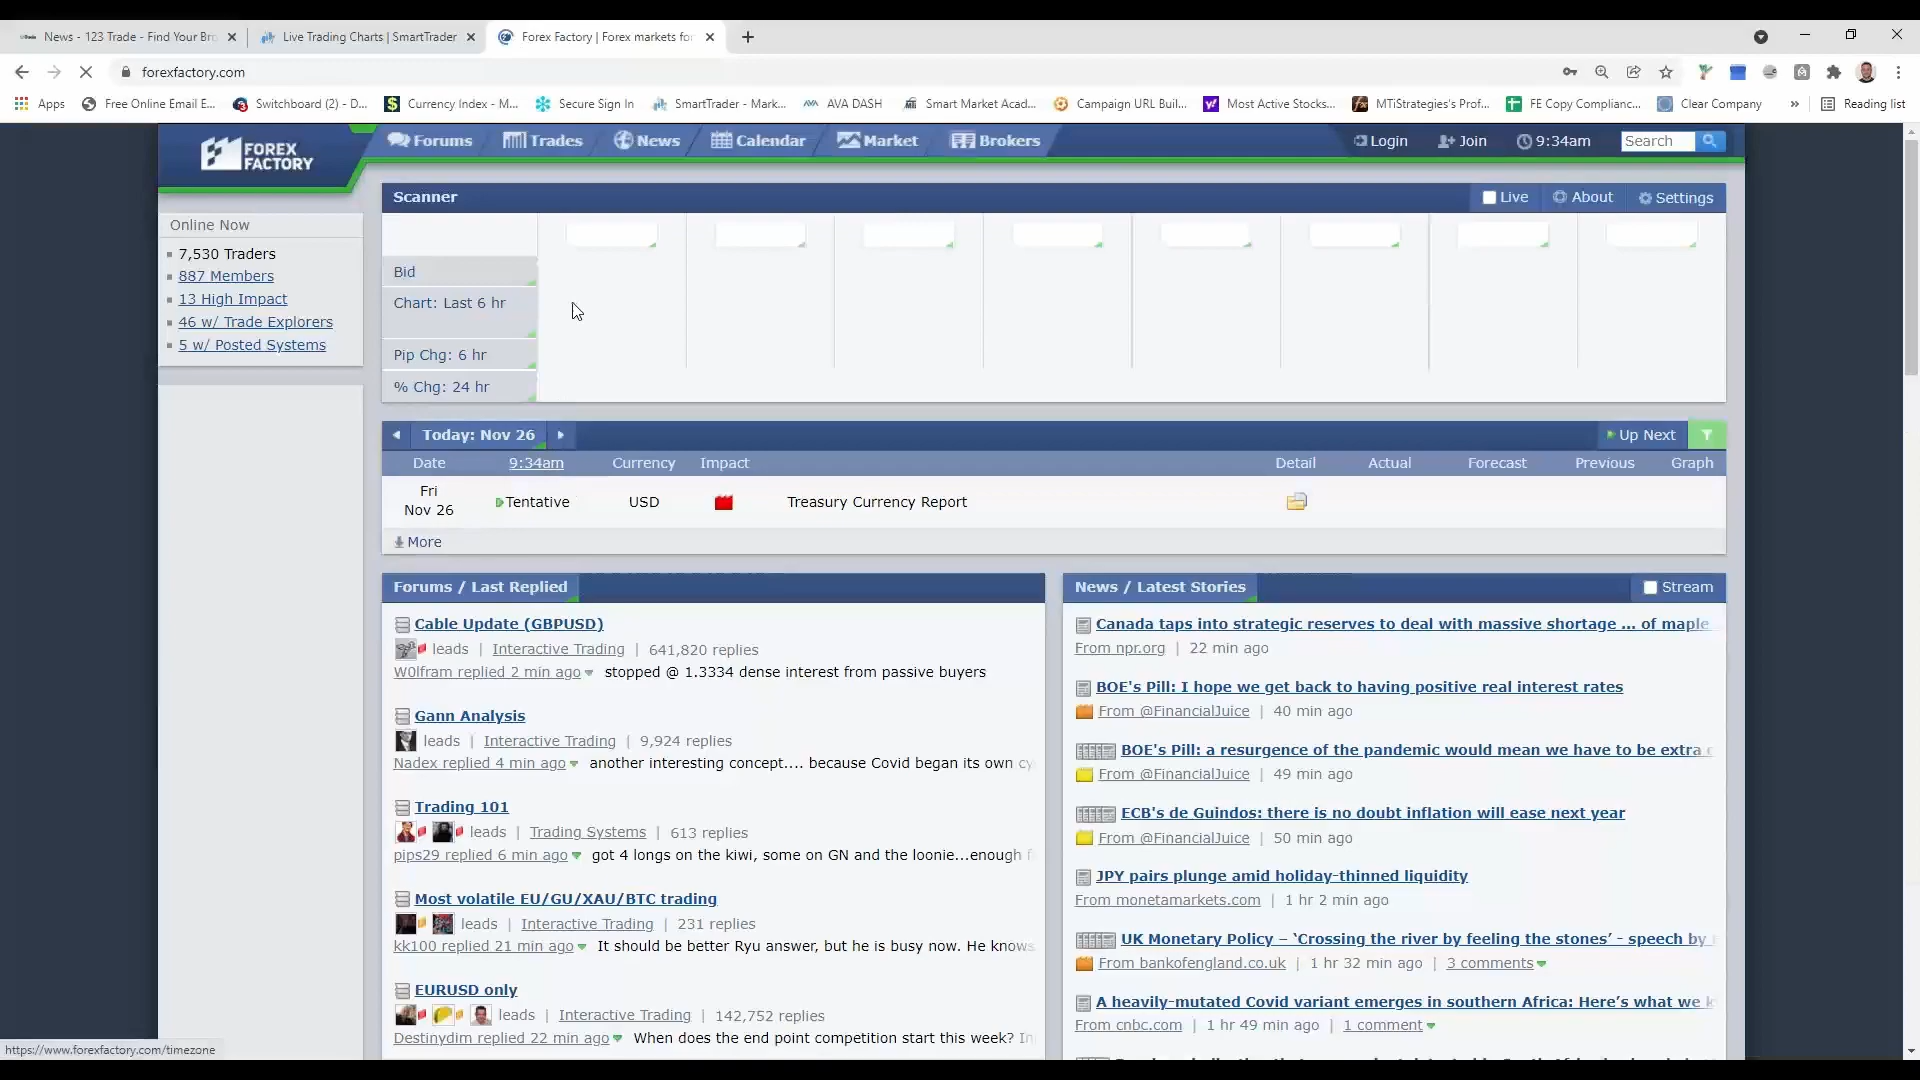 News - 123 Trade - Find Your Bro
Live Trading Charts | SmartTrader
Forex Factory | Forex markets for
forexfactory.com
Apps
Free Online Email E...
Switchboard (2) - D...
Currency Index - M...
Secure Sign In
SmartTrader - Mark...
AVA DASH
Smart Market Acad...
Campaign URL Buil...
Most Active Stocks...
MTiStrategies's Prof...
FE Copy Complianc...
Clear Company
»
Reading list
FOREX
FACTORY
Forums
Trades
News
Calendar
Market
Brokers
Login
Join
9:34am
Search
Online Now
7,530 Traders
887 Members
13 High Impact
46 w/ Trade Explorers
5 w/ Posted Systems
Scanner
Live
About
Settings
Bid
Chart: Last 6 hr
Pip Chg: 6 hr
% Chg: 24 hr
Today: Nov 26
Up Next
Date 9:34am Currency Impact Detail Actual Forecast Previous Graph
Fri
Nov 26
Tentative USD Treasury Currency Report
More
Forums / Last Replied
Cable Update (GBPUSD)
leads | Interactive Trading | 641,820 replies
W0lfram replied 2 min ago stopped @ 1.3334 dense interest from passive buyers
Gann Analysis
leads | Interactive Trading | 9,924 replies
Nadex replied 4 min ago another interesting concept.... because Covid began its own cy
Trading 101
leads | Trading Systems | 613 replies
pips29 replied 6 min ago got 4 longs on the kiwi, some on GN and the loonie...enough f
Most volatile EU/GU/XAU/BTC trading
leads | Interactive Trading | 231 replies
kk100 replied 21 min ago It should be better Ryu answer, but he is busy now. He knows
EURUSD only
leads | Interactive Trading | 142,752 replies
Destinydim replied 22 min ago When does the end point competition start this week? In
News / Latest Stories
Stream
Canada taps into strategic reserves to deal with massive shortage ... of maple
From npr.org | 22 min ago
BOE's Pill: I hope we get back to having positive real interest rates
From @FinancialJuice | 40 min ago
BOE's Pill: a resurgence of the pandemic would mean we have to be extra c
From @FinancialJuice | 49 min ago
ECB's de Guindos: there is no doubt inflation will ease next year
From @FinancialJuice | 50 min ago
JPY pairs plunge amid holiday-thinned liquidity
From monetamarkets.com | 1 hr 2 min ago
UK Monetary Policy – ‘Crossing the river by feeling the stones’ - speech by
From bankofengland.co.uk | 1 hr 32 min ago | 3 comments
A heavily-mutated Covid variant emerges in southern Africa: Here’s what we k
From cnbc.com | 1 hr 49 min ago | 1 comment
https://www.forexfactory.com/timezone